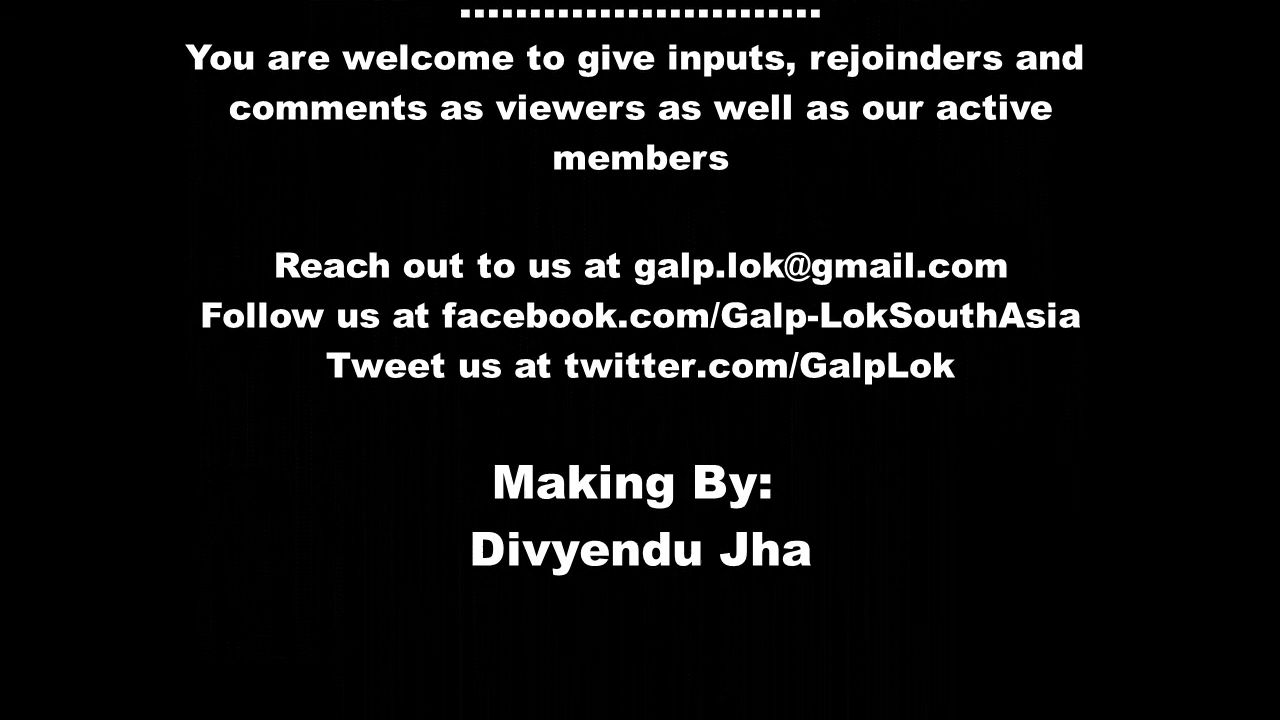 ..........................
You are welcome to give inputs, rejoinders and
comments as viewers as well as our active
members
Reach out to us at galp.lok@gmail.com
Follow us at facebook.com/Galp-LokSouthAsia
Tweet us at twitter.com/GalpLok
Making By:
Divyendu Jha